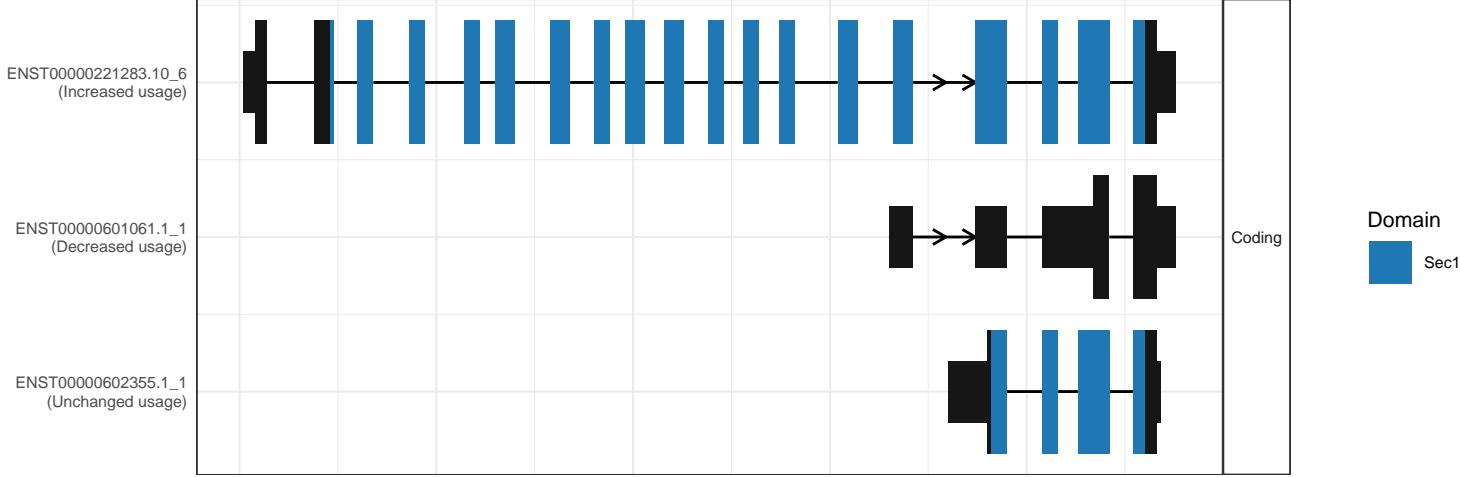 ENST00000221283.10_6
(Increased usage)
ENST00000601061.1_1
(Decreased usage)
ENST00000602355.1_1
(Unchanged usage)
Coding
Domain
Sec1